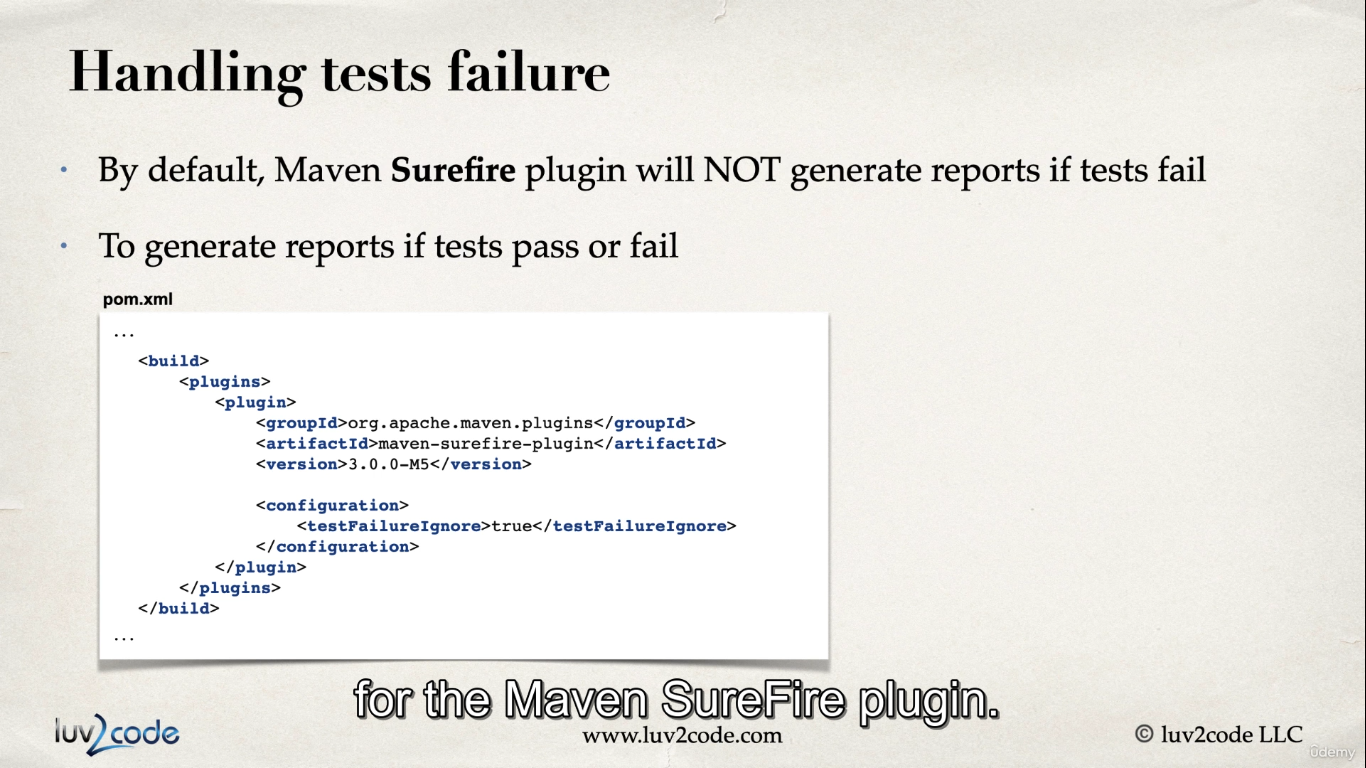 Handling tests failure
• By default, Maven Surefire plugin will NOT generate reports if tests fail
• To generate reports if tests pass or fail
pom.xml
...
<build>
<plugins>
<plugin>
<groupId>org.apache.maven.plugins</groupId>
<artifactId>maven-surefire-plugin</artifactId>
<version>3.0.0-M5</version>
<configuration>
<testFailureIgnore>true</testFailureIgnore>
</configuration>
</plugin>
</plugins>
</build>
...
for the Maven SureFire plugin.
luv2code
www.luv2code.com
© luv2code LLC
ûdemy